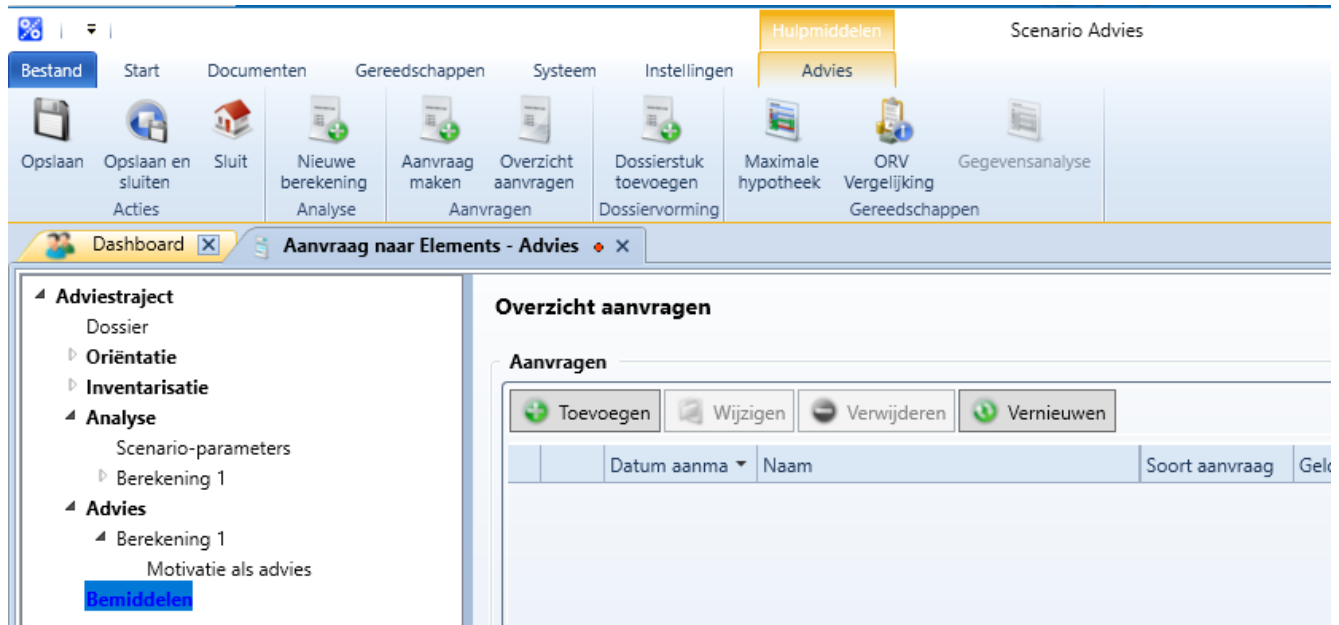 Hulpmiddelen Scenario Advies
Bestand Start Documenten Gereedschappen Systeem Instellingen Advies
Opslaan Opslaan en sluiten Sluit Nieuwe berekening Aanvraag maken Overzicht aanvragen Dossierstuk toevoegen Maximale hypotheek ORV Vergelijking Gegevensanalyse
Acties Analyse Aanvragen Dossiervorming Gereedschappen
Dashboard Aanvraag naar Elements - Advies
Adviestraject
Dossier
Oriëntatie
Inventarisatie
Analyse
Scenario-parameters
Berekening 1
Advies
Berekening 1
Motivatie als advies
Bemiddelen
Overzicht aanvragen
Aanvragen
Toevoegen Wijzigen Verwijderen Vernieuwen
Datum aanma Naam Soort aanvraag Geld